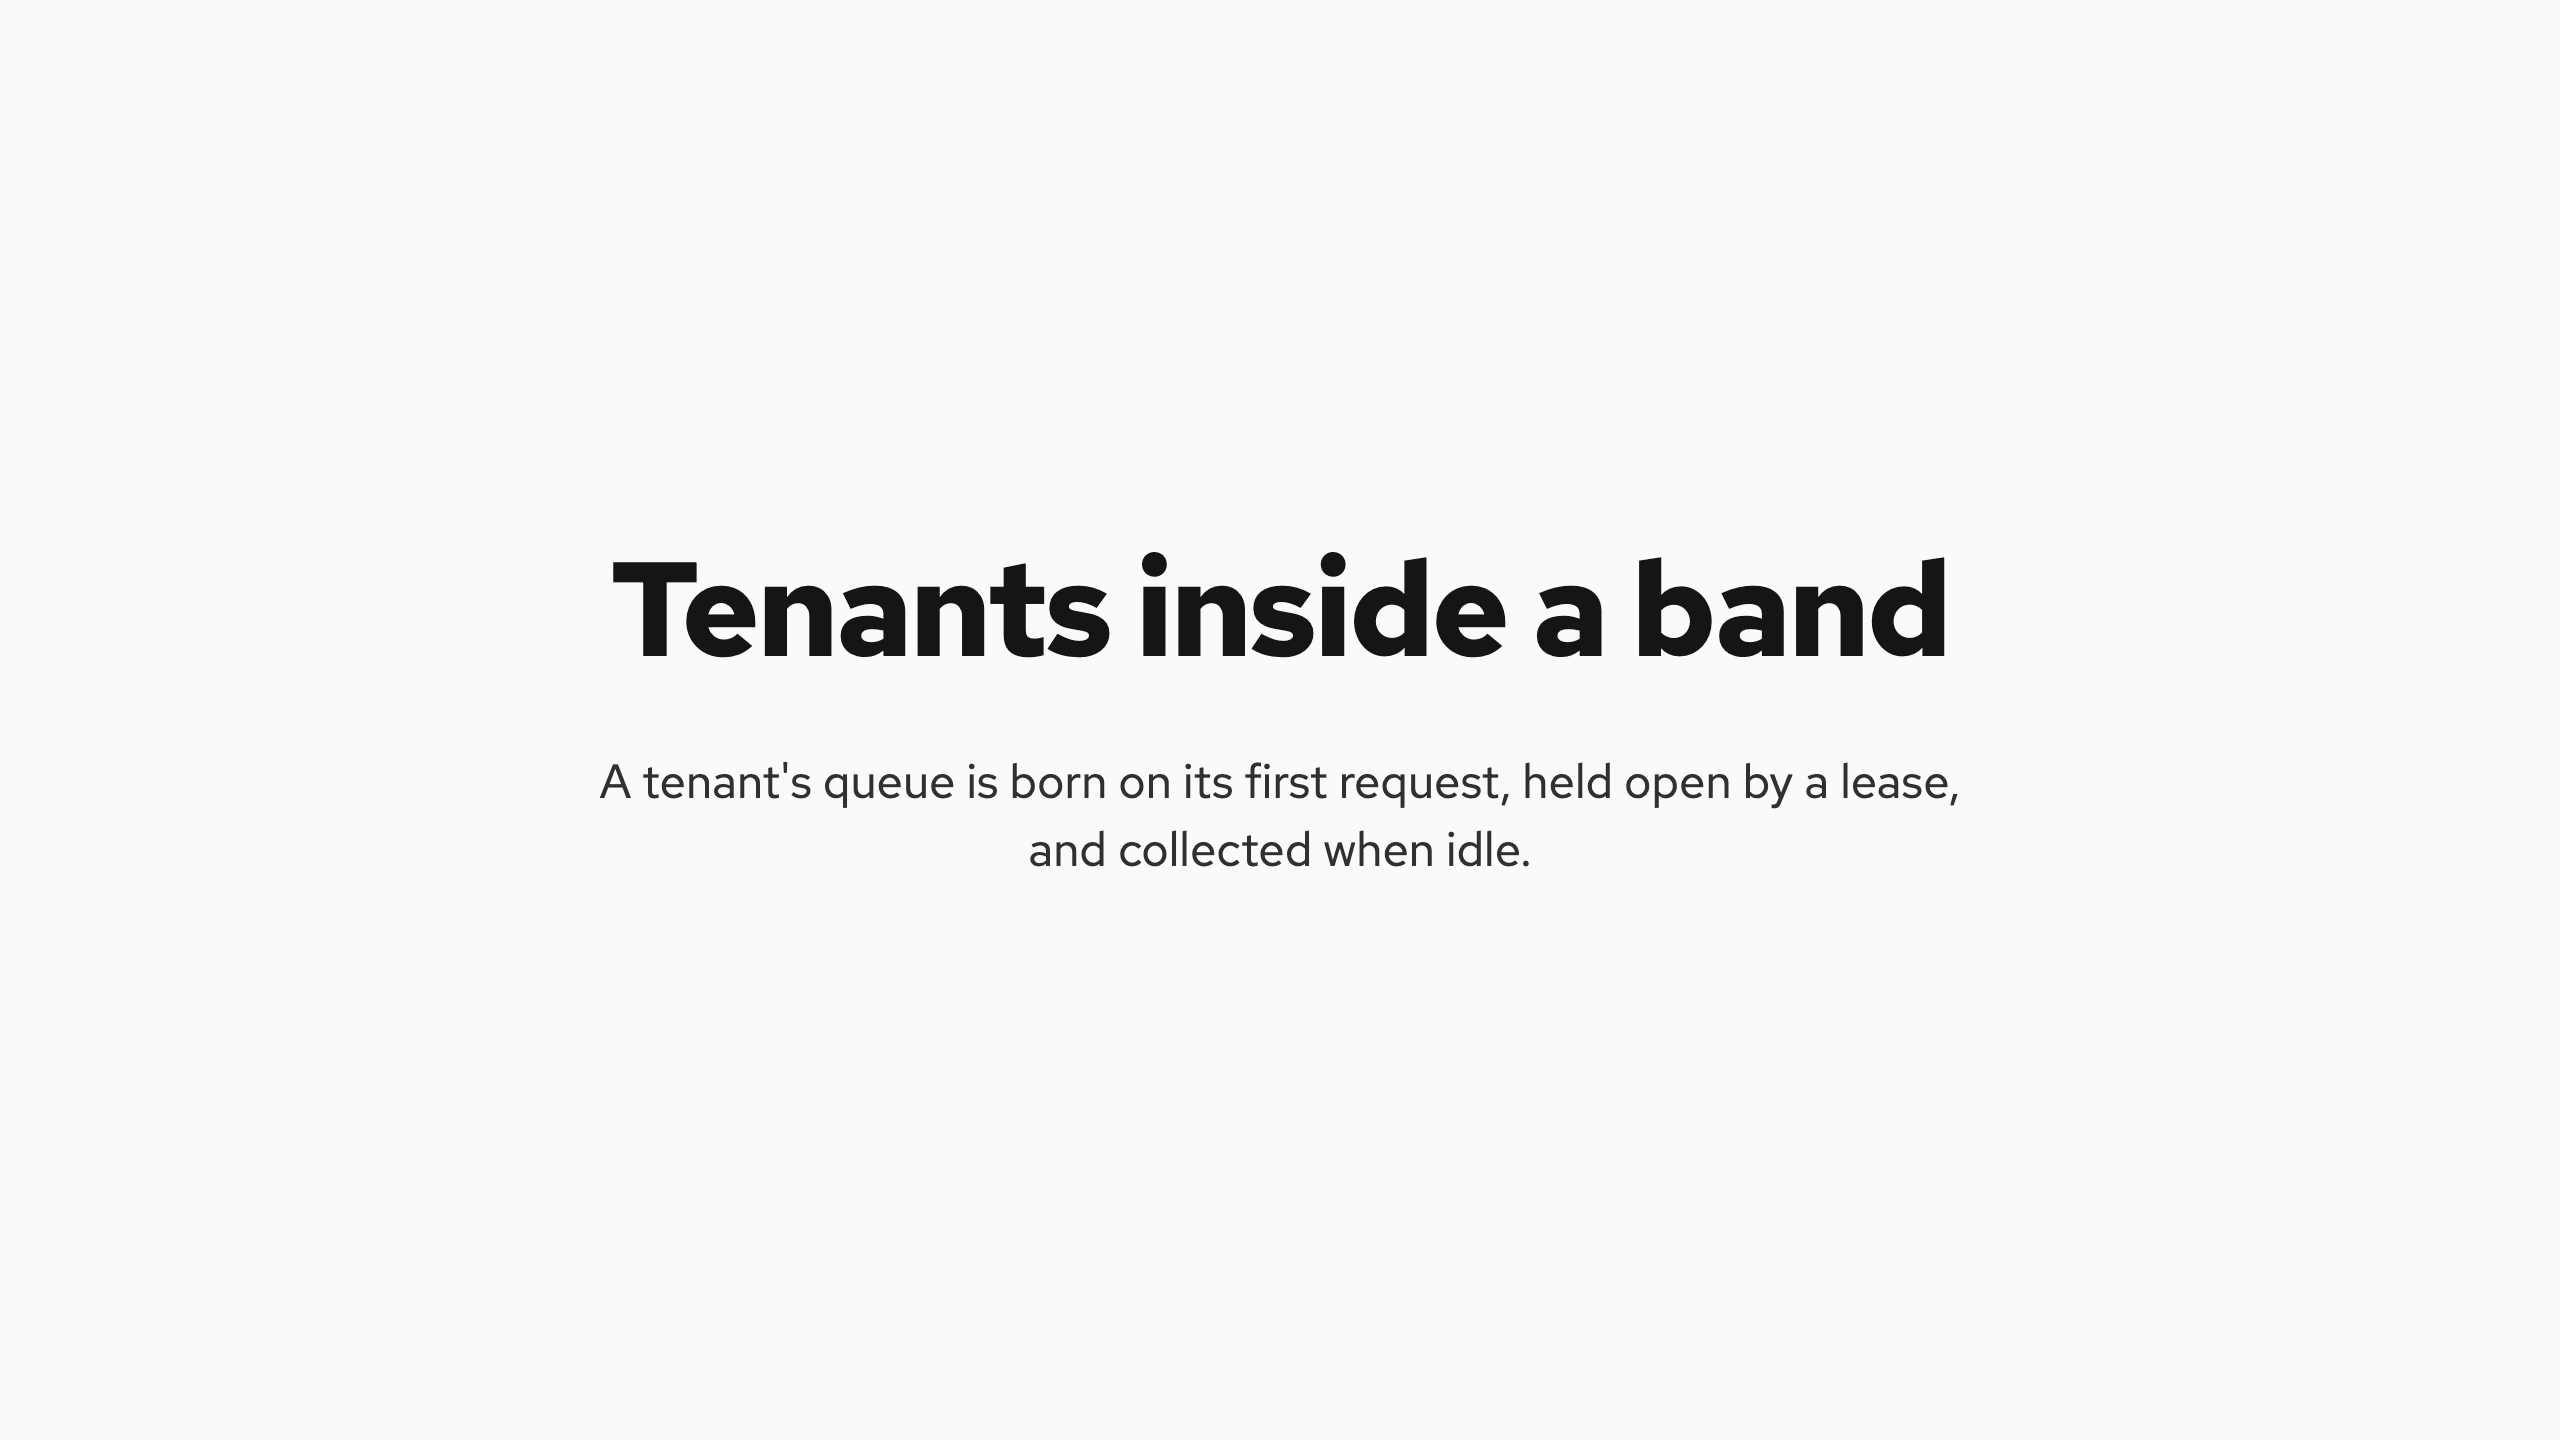 Tenants inside a band
A tenant's queue is born on its first request, held open by a lease,
and collected when idle.